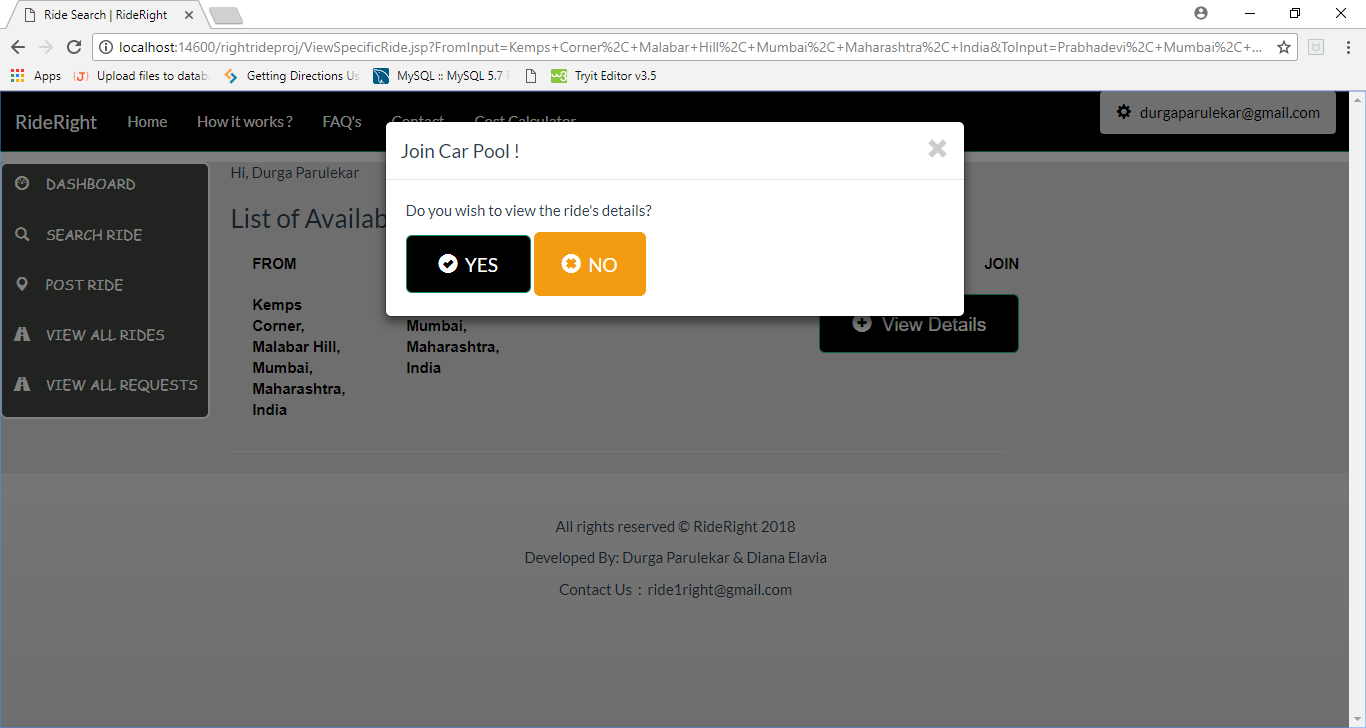 Ride Search | RideRight
localhost:14600/rightrideproj/ViewSpecificRide.jsp?FromInput=Kemps+Corner%2C+Malabar+Hill%2C+Mumbai%2C+Maharashtra%2C+India&ToInput=Prabhadevi%2C+Mumbai%2C+...
Apps {J} Upload files to datab Getting Directions Us MySQL :: MySQL 5.7 w3 Tryit Editor v3.5
RideRight Home How it works? FAQ's Contact Cost Calculator durgaparulekar@gmail.com
Join Car Pool !
Do you wish to view the ride's details?
YES NO
DASHBOARD
SEARCH RIDE
POST RIDE
VIEW ALL RIDES
VIEW ALL REQUESTS
Hi, Durga Parulekar
List of Availab
FROM JOIN
Kemps
Corner,
Malabar Hill,
Mumbai,
Maharashtra,
India
Mumbai,
Maharashtra,
India
View Details
All rights reserved © RideRight 2018
Developed By: Durga Parulekar & Diana Elavia
Contact Us : ride1right@gmail.com